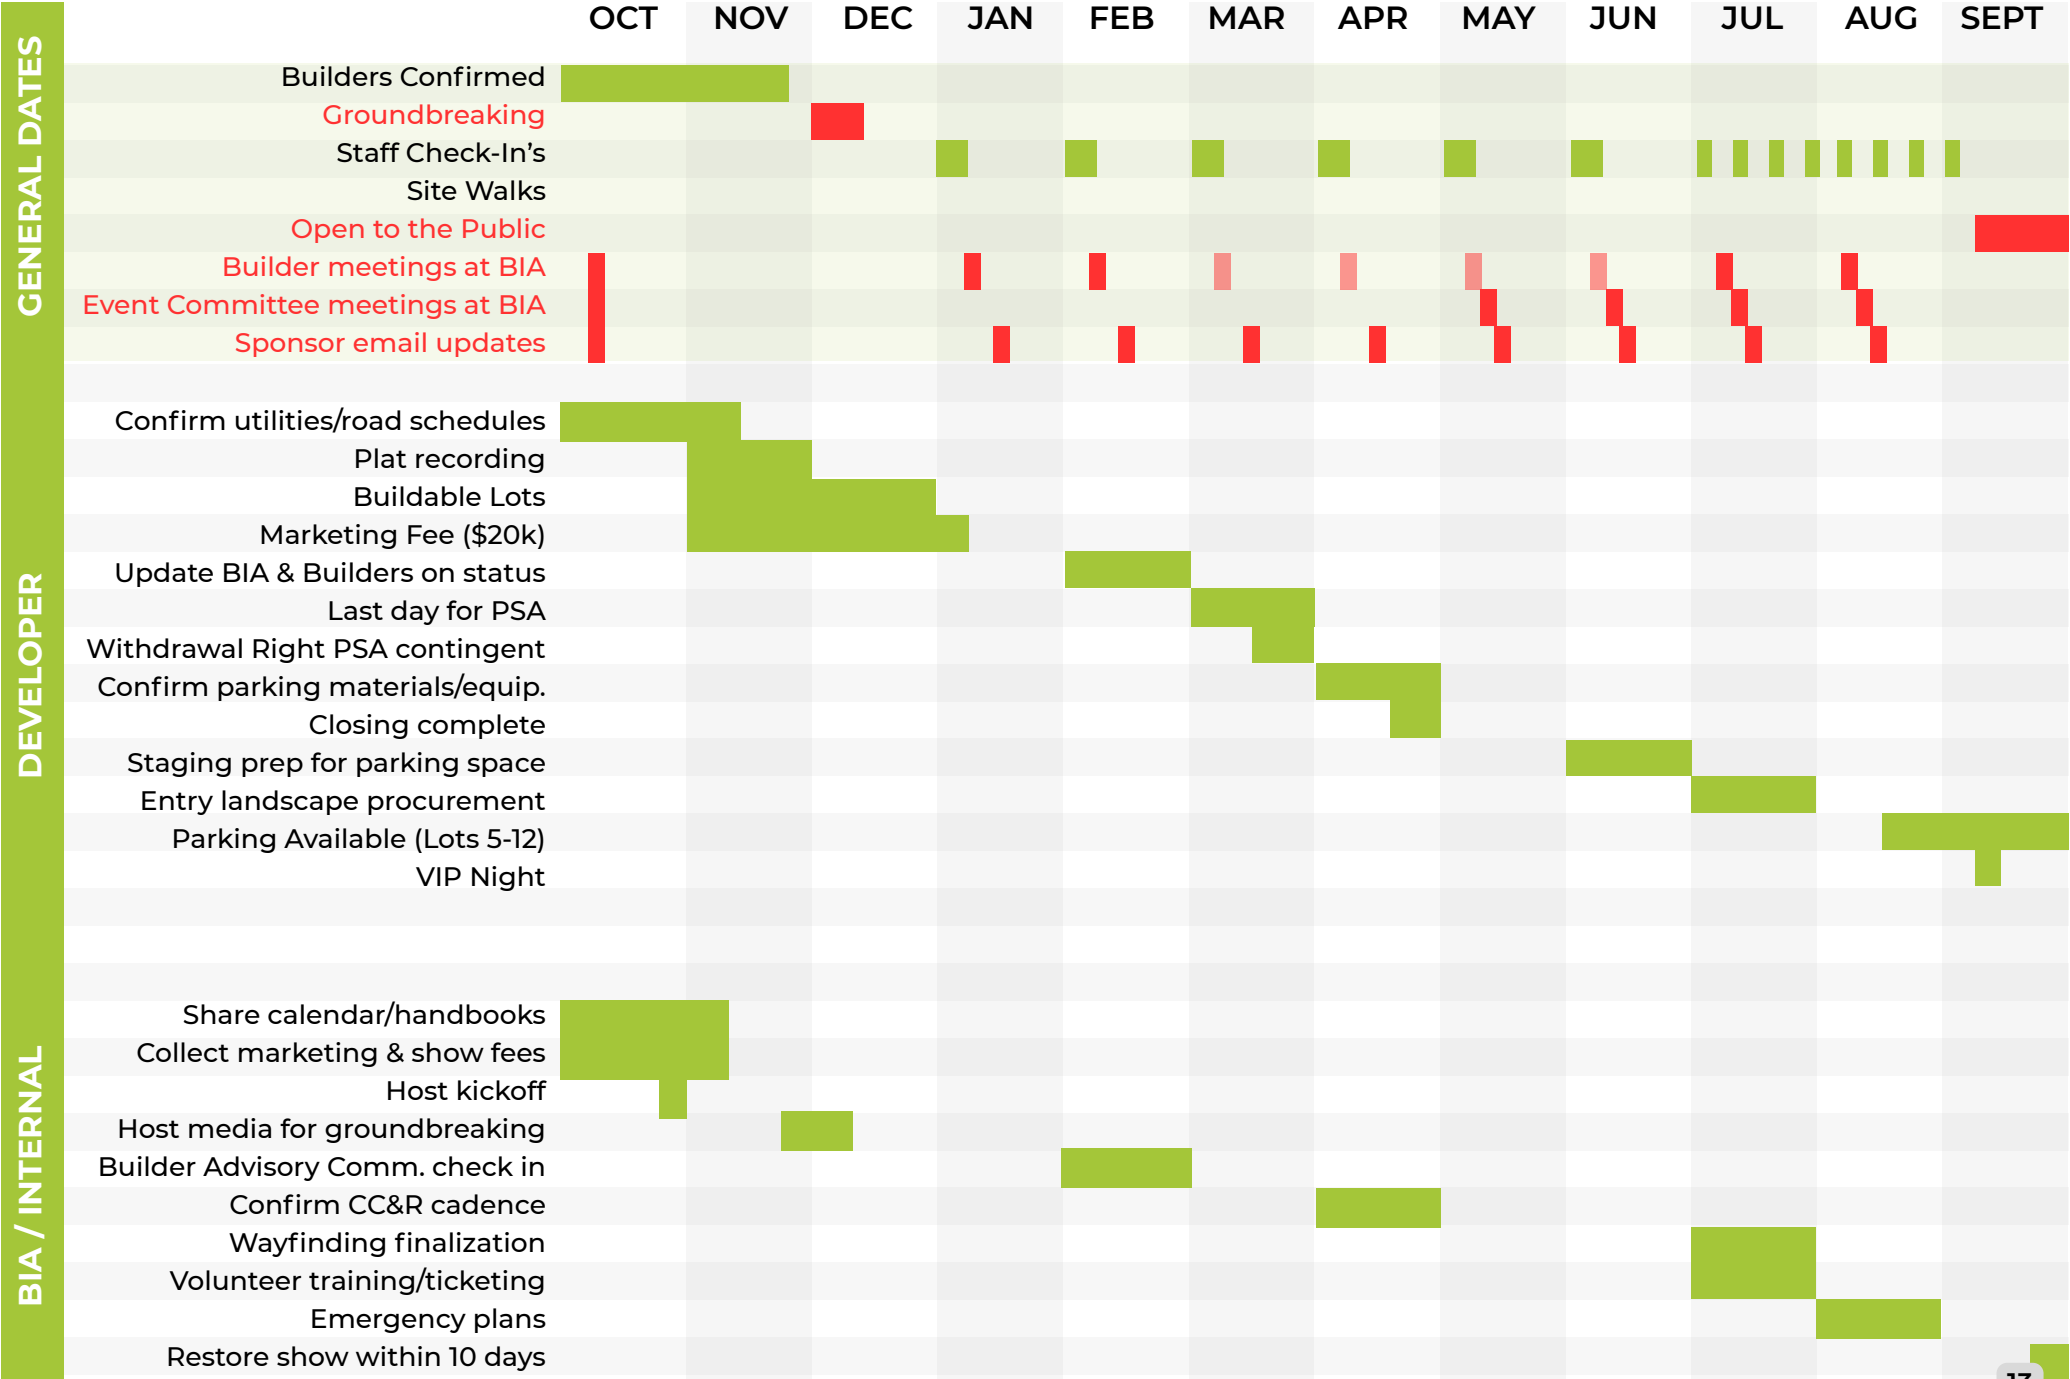 OCT NOV DEC JAN FEB MAR APR MAY JUN JUL AUG SEPT
GENERAL DATES
Builders Confirmed
Groundbreaking
Staff Check-In’s
Site Walks
Open to the Public
Builder meetings at BIA
Event Committee meetings at BIA
Sponsor email updates
DEVELOPER
Confirm utilities/road schedules
Plat recording
Buildable Lots
Marketing Fee ($20k)
Update BIA & Builders on status
Last day for PSA
Withdrawal Right PSA contingent
Confirm parking materials/equip.
Closing complete
Staging prep for parking space
Entry landscape procurement
Parking Available (Lots 5-12)
VIP Night
BIA / INTERNAL
Share calendar/handbooks
Collect marketing & show fees
Host kickoff
Host media for groundbreaking
Builder Advisory Comm. check in
Confirm CC&R cadence
Wayfinding finalization
Volunteer training/ticketing
Emergency plans
Restore show within 10 days